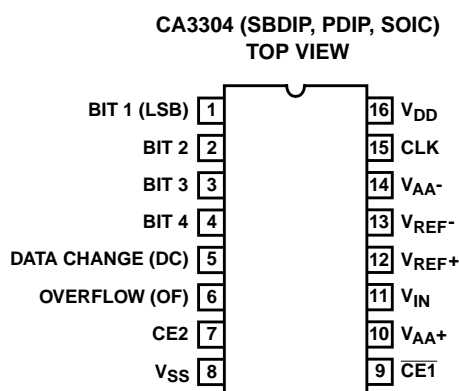 CA3304 (SBDIP, PDIP, SOIC)
TOP VIEW
BIT 1 (LSB) 1
BIT 2 2
BIT 3 3
BIT 4 4
DATA CHANGE (DC) 5
OVERFLOW (OF) 6
CE2 7
VSS 8
16 VDD
15 CLK
14 VAA-
13 VREF-
12 VREF+
11 VIN
10 VAA+
9 C̅E̅1̅